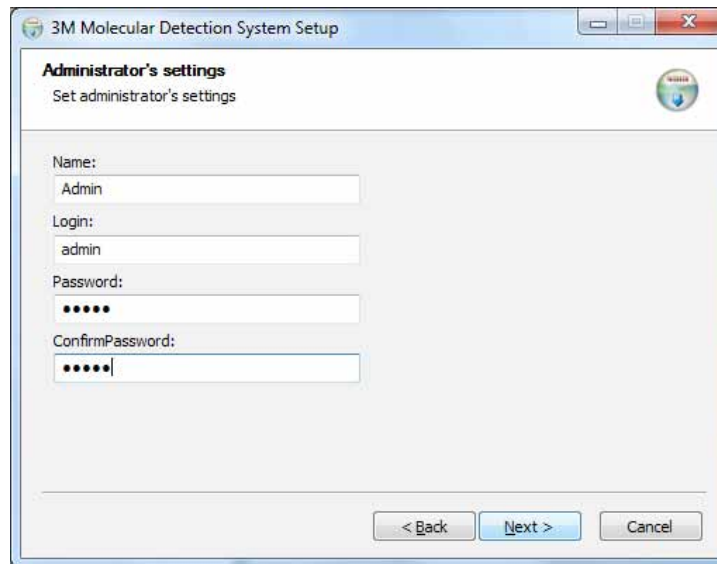 3M Molecular Detection System Setup
Administrator's settings
Set administrator's settings
Name:
Admin
Login:
admin
Password:
●●●●●
ConfirmPassword:
●●●●●
< Back
Next >
Cancel